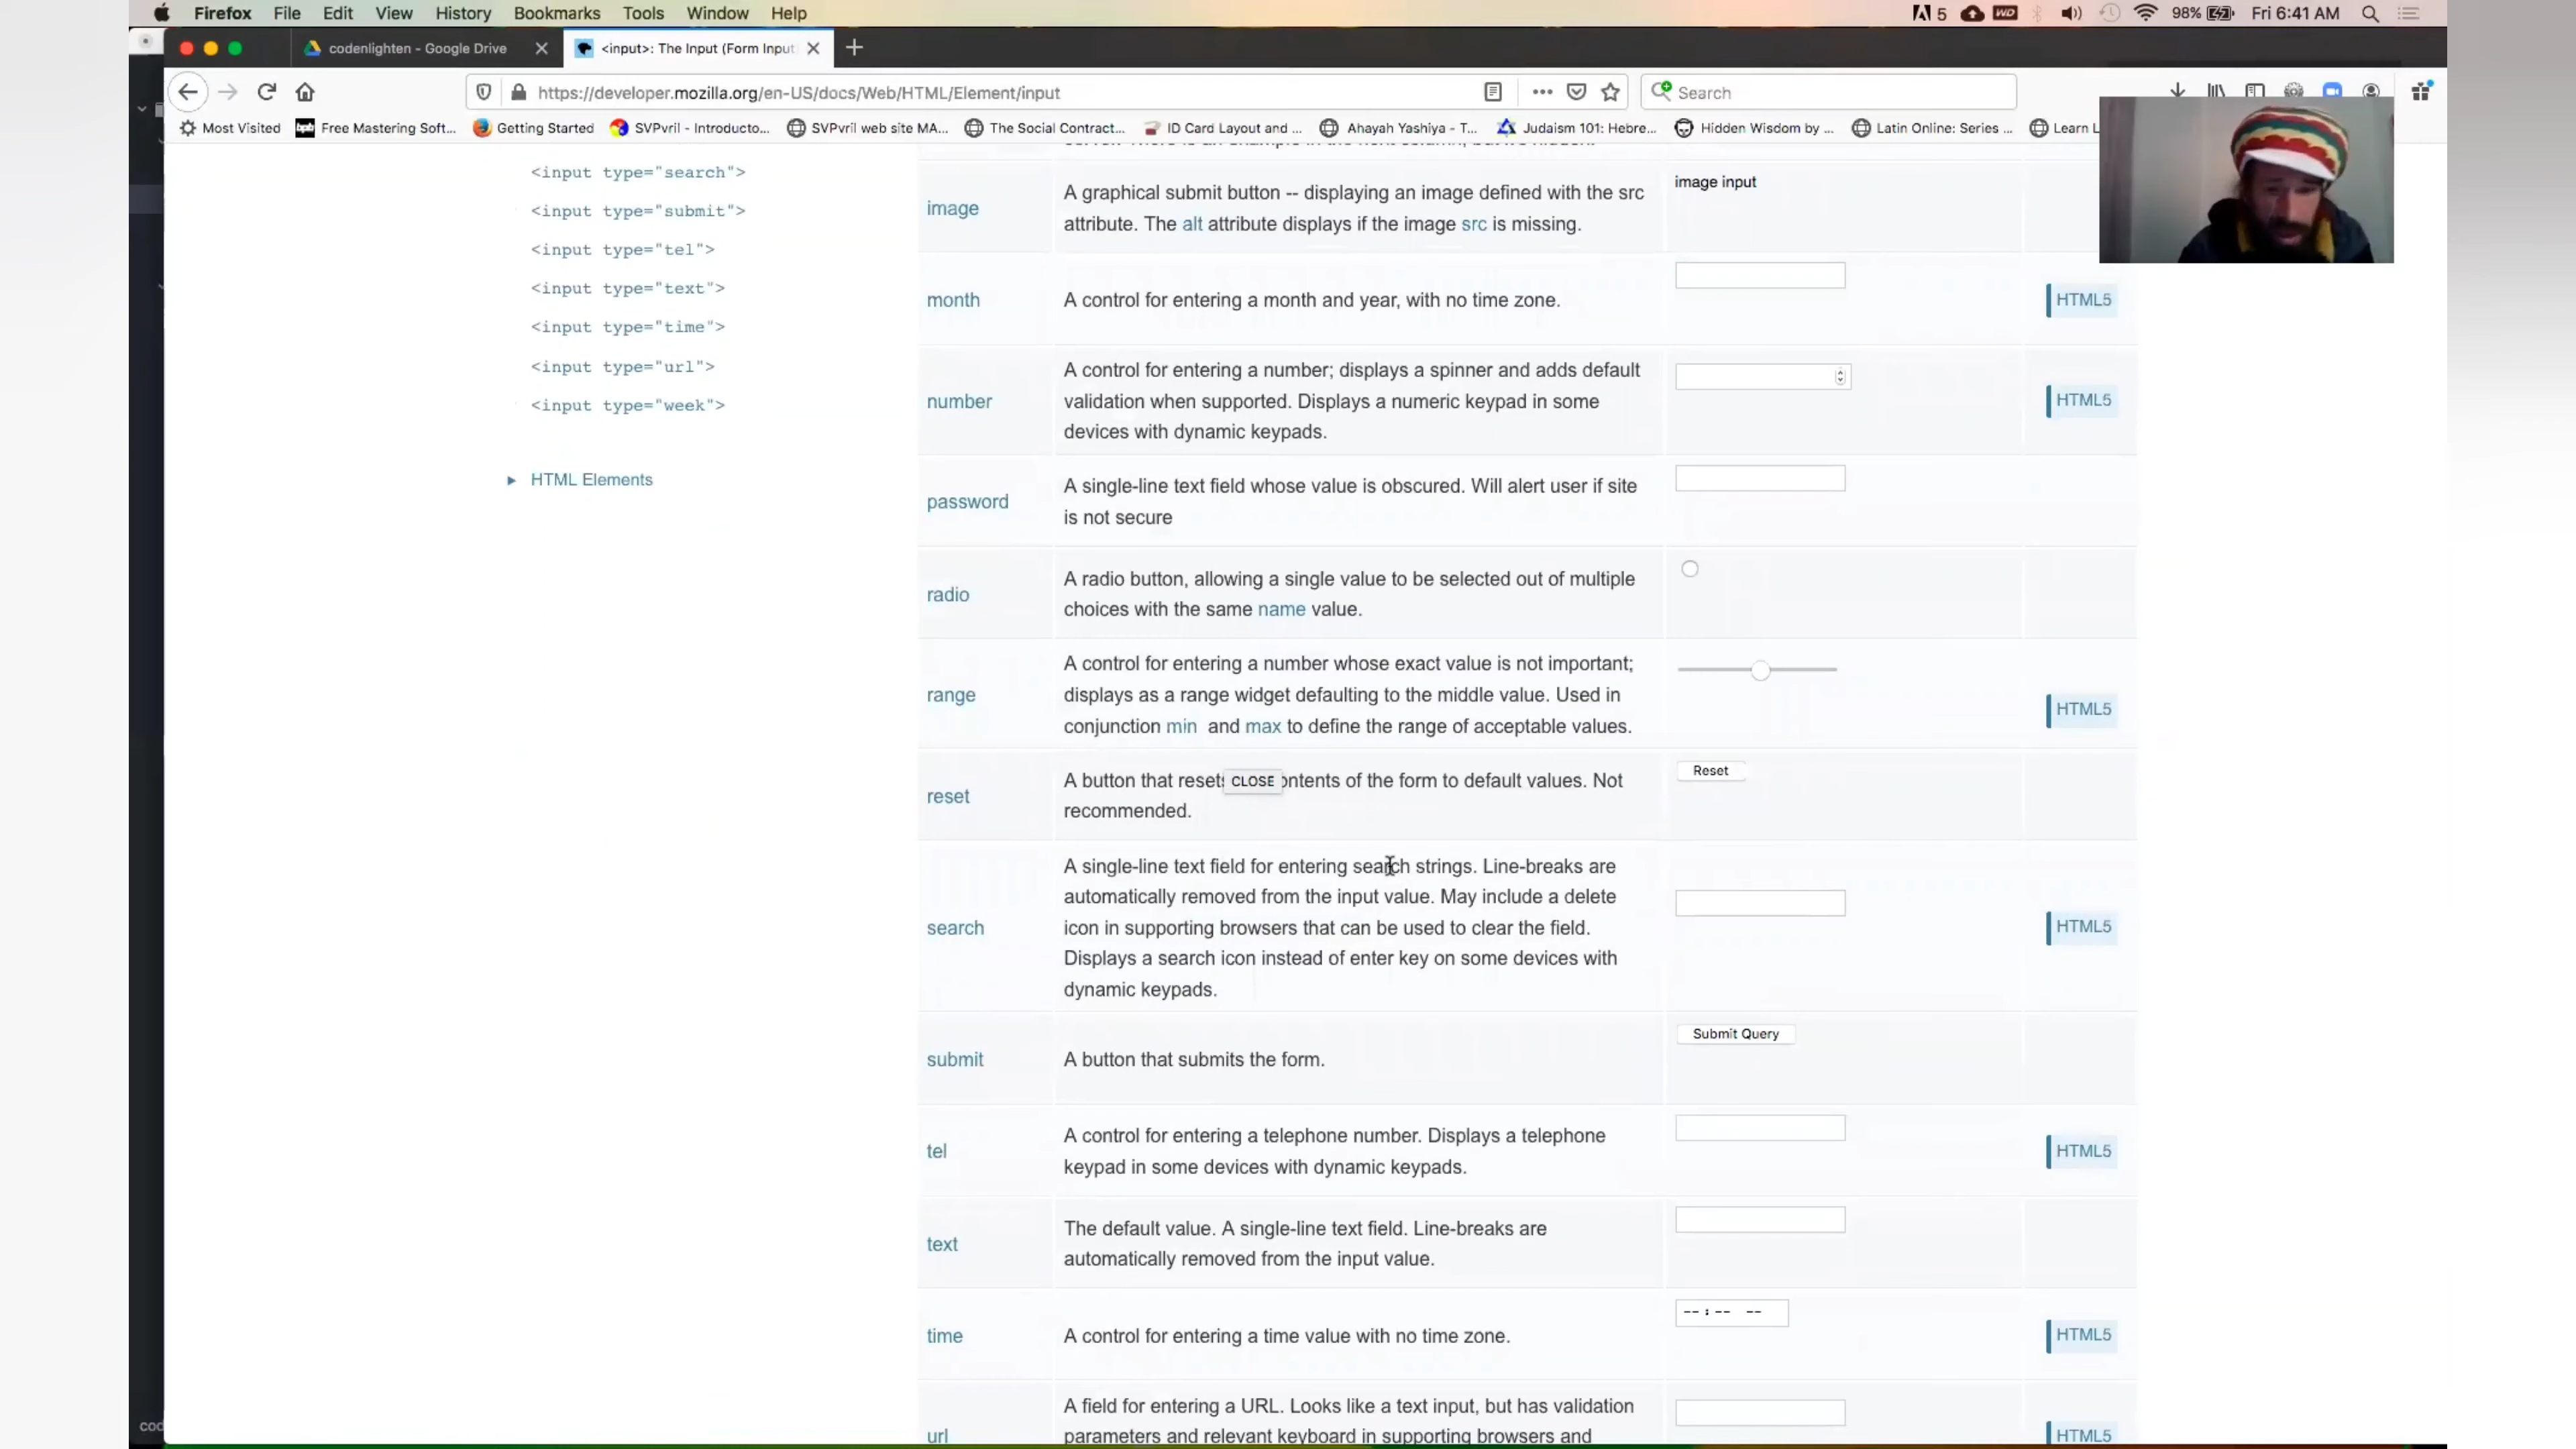 Firefox File Edit View History Bookmarks Tools Window Help
5 WD 98% Fri 6:41 AM
codenlighten - Google Drive
<input>: The Input (Form Input
https://developer.mozilla.org/en-US/docs/Web/HTML/Element/input
Search
Most Visited Free Mastering Soft... Getting Started SVPvril - Introducto... SVPvril web site MA... The Social Contract... ID Card Layout and ... Ahayah Yashiya - T... Judaism 101: Hebre... Hidden Wisdom by ... Latin Online: Series ... Learn L
<input type="search">
<input type="submit">
<input type="tel">
<input type="text">
<input type="time">
<input type="url">
<input type="week">
HTML Elements
image
A graphical submit button -- displaying an image defined with the src
attribute. The alt attribute displays if the image src is missing.
image input
month
A control for entering a month and year, with no time zone.
HTML5
number
A control for entering a number; displays a spinner and adds default
validation when supported. Displays a numeric keypad in some
devices with dynamic keypads.
HTML5
password
A single-line text field whose value is obscured. Will alert user if site
is not secure
radio
A radio button, allowing a single value to be selected out of multiple
choices with the same name value.
range
A control for entering a number whose exact value is not important;
displays as a range widget defaulting to the middle value. Used in
conjunction min and max to define the range of acceptable values.
HTML5
reset
A button that resets CLOSE ontents of the form to default values. Not
recommended.
Reset
search
A single-line text field for entering search strings. Line-breaks are
automatically removed from the input value. May include a delete
icon in supporting browsers that can be used to clear the field.
Displays a search icon instead of enter key on some devices with
dynamic keypads.
HTML5
submit
A button that submits the form.
Submit Query
tel
A control for entering a telephone number. Displays a telephone
keypad in some devices with dynamic keypads.
HTML5
text
The default value. A single-line text field. Line-breaks are
automatically removed from the input value.
time
A control for entering a time value with no time zone.
--:-- --
HTML5
url
A field for entering a URL. Looks like a text input, but has validation
parameters and relevant keyboard in supporting browsers and
HTML5
cod